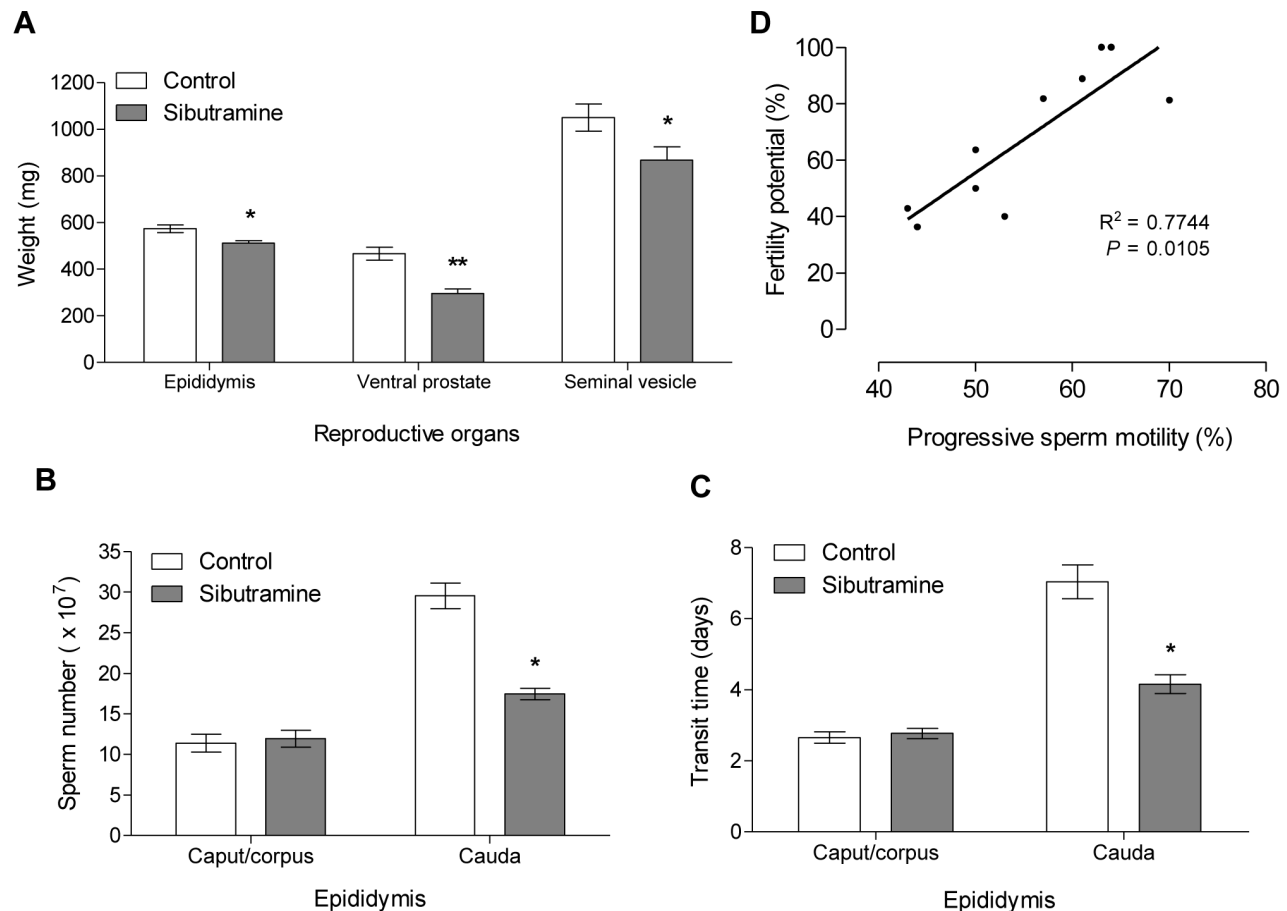 A
Control
Sibutramine
Weight (mg)
1200
1000
800
600
400
200
0
*
**
*
Epididymis Ventral prostate Seminal vesicle
Reproductive organs
D
Fertility potential (%)
100
80
60
40
20
0
R² = 0.7744
P = 0.0105
40 50 60 70 80
Progressive sperm motility (%)
B
Control
Sibutramine
Sperm number ( x 10⁷)
35
30
25
20
15
10
5
0
*
Caput/corpus Cauda
Epididymis
C
Control
Sibutramine
Transit time (days)
8
6
4
2
0
*
Caput/corpus Cauda
Epididymis